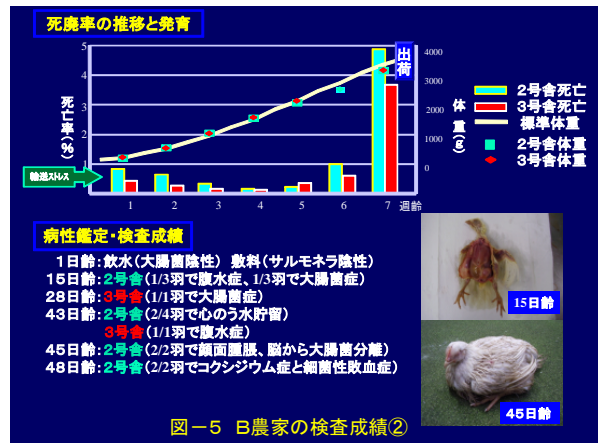 死廃率の推移と発育
5
4
3
2
1
死亡率(%)
輸送ストレス
1 2 3 4 5 6 7 週齢
出荷
4000
3000
2000
1000
0
体重(g)
2号舎死亡
3号舎死亡
標準体重
2号舎体重
3号舎体重
病性鑑定・検査成績
1日齢:飲水(大腸菌陰性) 敷料(サルモネラ陰性)
15日齢:2号舎(1/3羽で腹水症、1/3羽で大腸菌症)
28日齢:3号舎(1/1羽で大腸菌症)
43日齢:2号舎(2/4羽で心のう水貯留)
3号舎(1/1羽で腹水症)
45日齢:2号舎(2/2羽で顔面腫脹、脳から大腸菌分離)
48日齢:2号舎(2/2羽でコクシジウム症と細菌性敗血症)
15日齢
45日齢
図-5 B農家の検査成績②